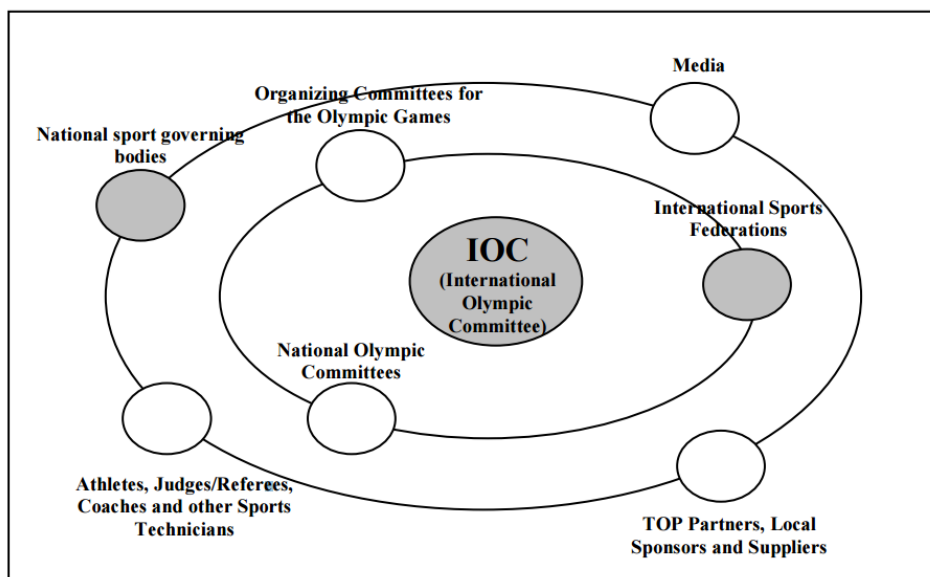 Media
Organizing Committees for
the Olympic Games
National sport governing
bodies
International Sports
Federations
IOC
(International
Olympic
Committee)
National Olympic
Committees
Athletes, Judges/Referees,
Coaches and other Sports
Technicians
TOP Partners, Local
Sponsors and Suppliers